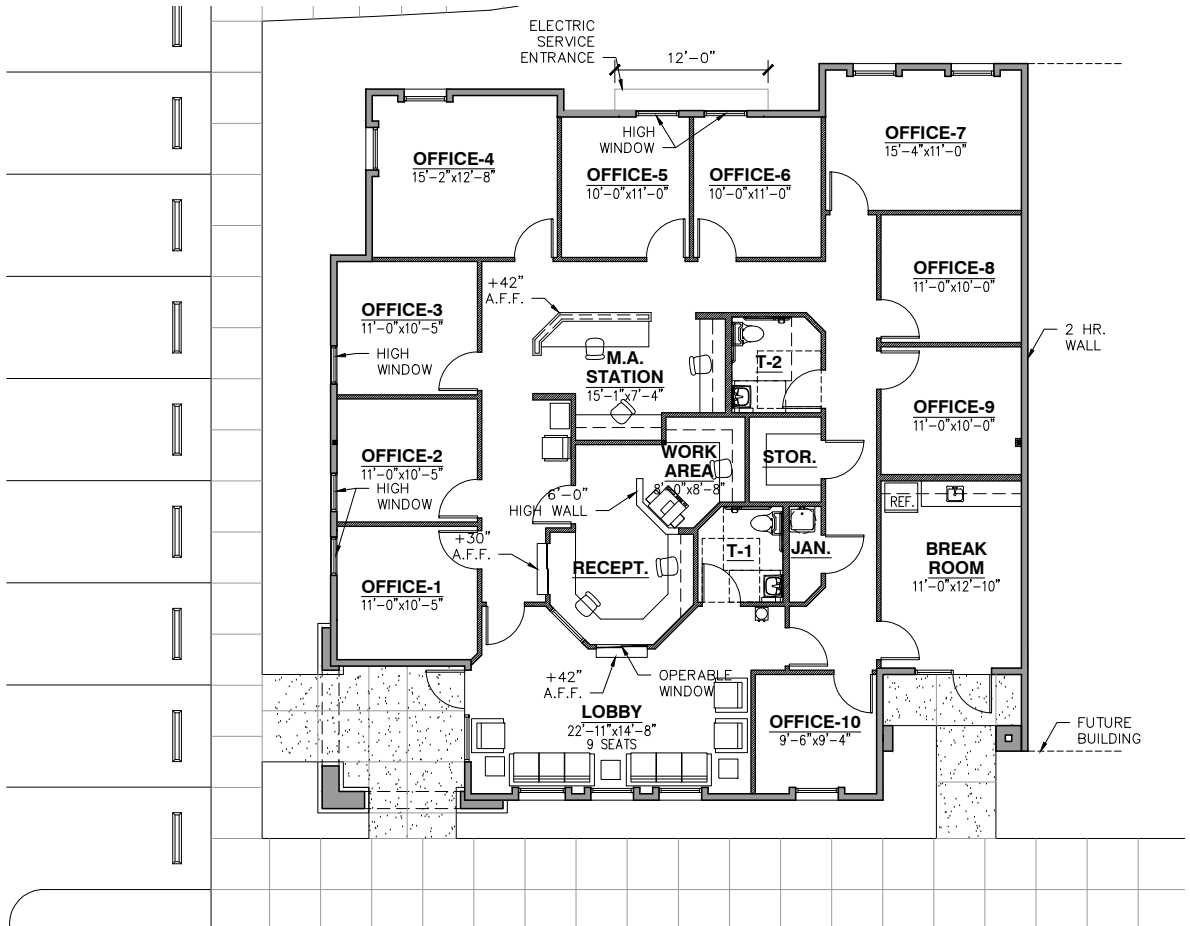 ELECTRIC
SERVICE
ENTRANCE
12'-0"
HIGH
WINDOW
OFFICE-4
15'-2"x12'-8"
OFFICE-5
10'-0"x11'-0"
OFFICE-6
10'-0"x11'-0"
OFFICE-7
15'-4"x11'-0"
+42"
A.F.F.
OFFICE-3
11'-0"x10'-5"
HIGH
WINDOW
OFFICE-8
11'-0"x10'-0"
2 HR.
WALL
M.A.
STATION
15'-1"x7'-4"
T-2
OFFICE-9
11'-0"x10'-0"
OFFICE-2
11'-0"x10'-5"
HIGH
WINDOW
WORK
AREA
8'-0"x8'-8"
STOR.
6'-0"
HIGH WALL
REF.
+30"
A.F.F.
OFFICE-1
11'-0"x10'-5"
RECEPT.
T-1
JAN.
BREAK
ROOM
11'-0"x12'-10"
+42"
A.F.F.
OPERABLE
WINDOW
LOBBY
22'-11"x14'-8"
9 SEATS
OFFICE-10
9'-6"x9'-4"
FUTURE
BUILDING